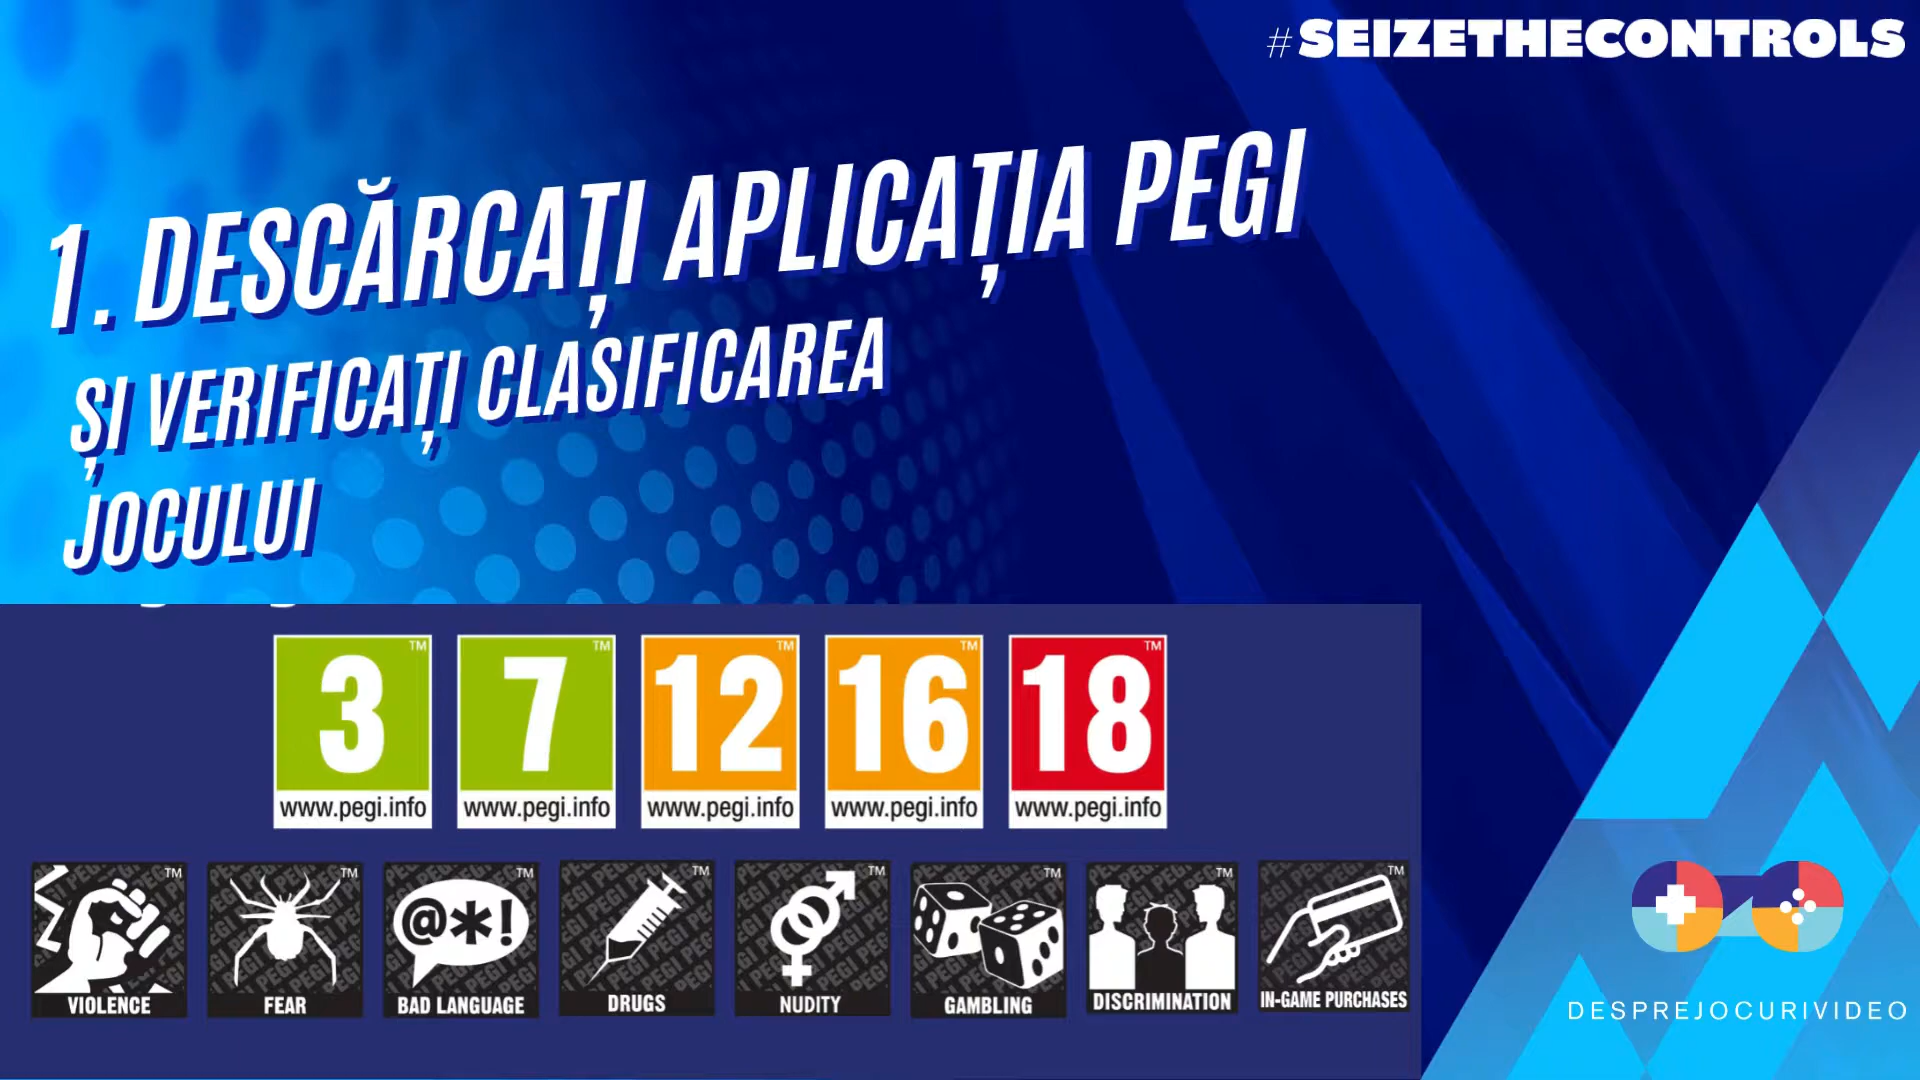 #SEIZETHECONTROLS
1. DESCĂRCAȚI APLICAȚIA PEGI
ȘI VERIFICAȚI CLASIFICAREA
JOCULUI
3 7 12 16 18
www.pegi.info www.pegi.info www.pegi.info www.pegi.info www.pegi.info
@*!
VIOLENCE FEAR BAD LANGUAGE DRUGS NUDITY GAMBLING DISCRIMINATION IN-GAME PURCHASES
DESPREJOCURIVIDEO